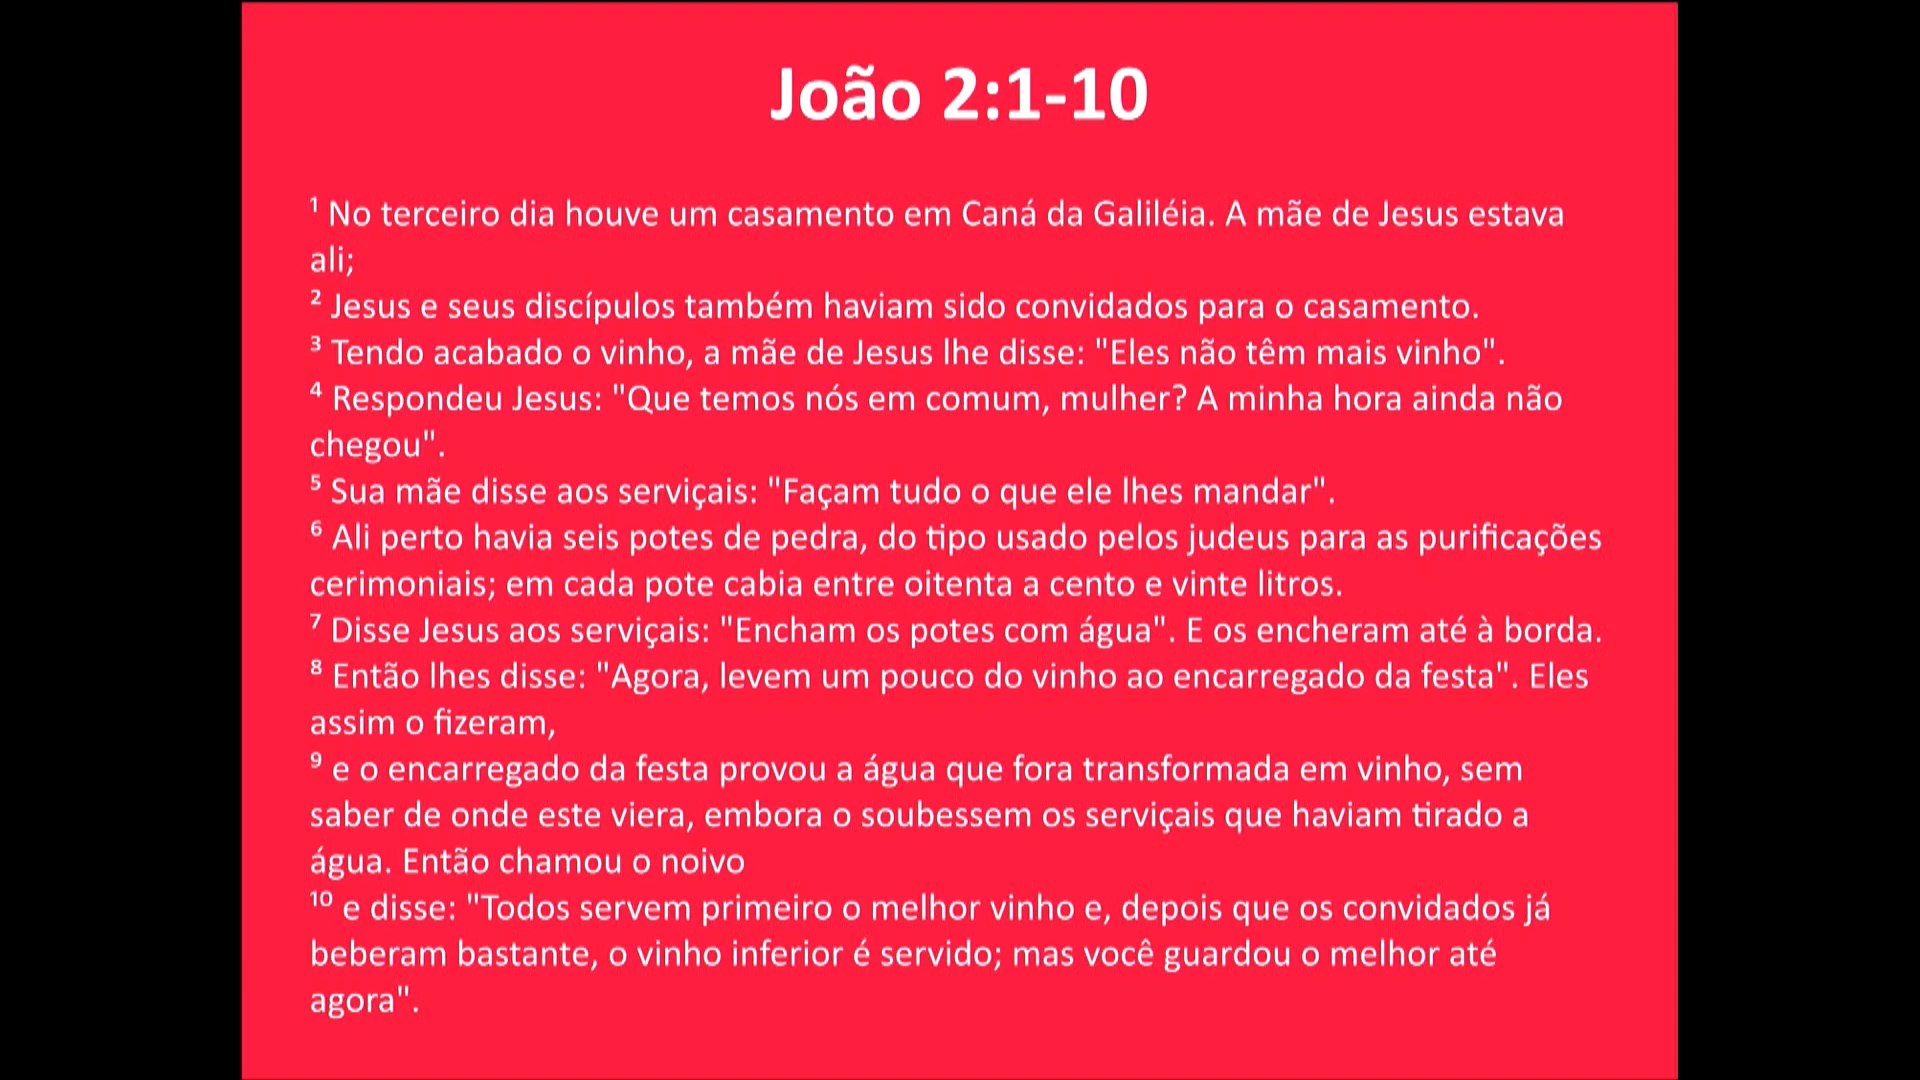 João 2:1-10
¹ No terceiro dia houve um casamento em Caná da Galiléia. A mãe de Jesus estava
ali;
² Jesus e seus discípulos também haviam sido convidados para o casamento.
³ Tendo acabado o vinho, a mãe de Jesus lhe disse: "Eles não têm mais vinho".
⁴ Respondeu Jesus: "Que temos nós em comum, mulher? A minha hora ainda não
chegou".
⁵ Sua mãe disse aos serviçais: "Façam tudo o que ele lhes mandar".
⁶ Ali perto havia seis potes de pedra, do tipo usado pelos judeus para as purificações
cerimoniais; em cada pote cabia entre oitenta a cento e vinte litros.
⁷ Disse Jesus aos serviçais: "Encham os potes com água". E os encheram até à borda.
⁸ Então lhes disse: "Agora, levem um pouco do vinho ao encarregado da festa". Eles
assim o fizeram,
⁹ e o encarregado da festa provou a água que fora transformada em vinho, sem
saber de onde este viera, embora o soubessem os serviçais que haviam tirado a
água. Então chamou o noivo
¹⁰ e disse: "Todos servem primeiro o melhor vinho e, depois que os convidados já
beberam bastante, o vinho inferior é servido; mas você guardou o melhor até
agora".